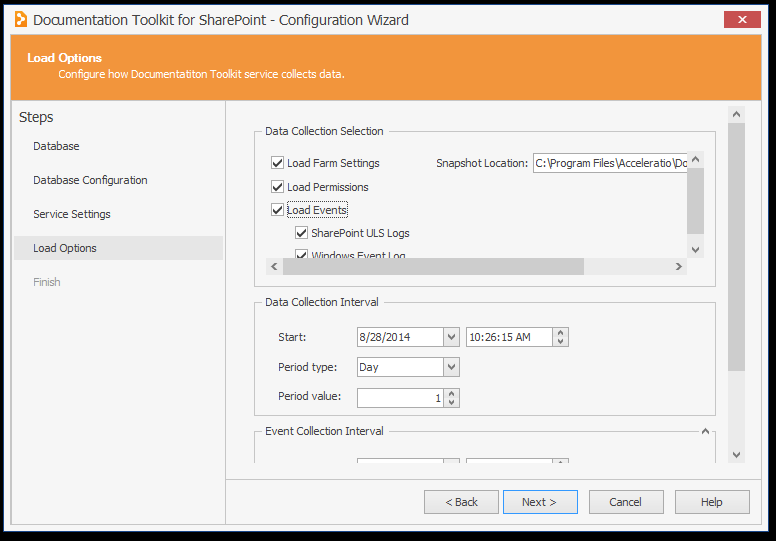 Documentation Toolkit for SharePoint - Configuration Wizard
Load Options
Configure how Documentatiton Toolkit service collects data.
Steps
Database
Database Configuration
Service Settings
Load Options
Finish
Data Collection Selection
Load Farm Settings
Snapshot Location: C:\Program Files\Acceleratio\Do
Load Permissions
Load Events
SharePoint ULS Logs
Windows Event Log
Data Collection Interval
Start: 8/28/2014 10:26:15 AM
Period type: Day
Period value: 1
Event Collection Interval
< Back Next > Cancel Help